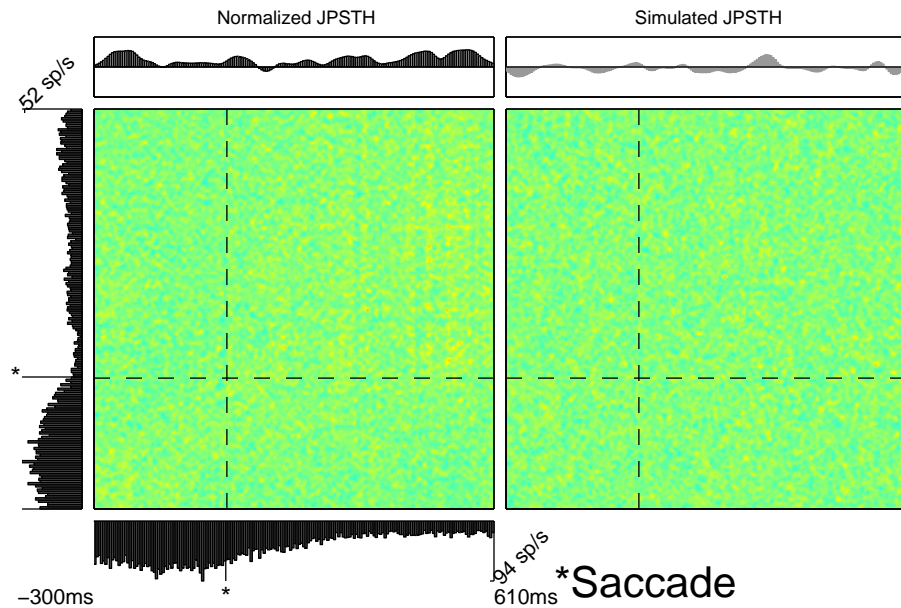 Normalized JPSTH
Simulated JPSTH
52 sp/s
*
94 sp/s
*Saccade
−300ms
*
610ms